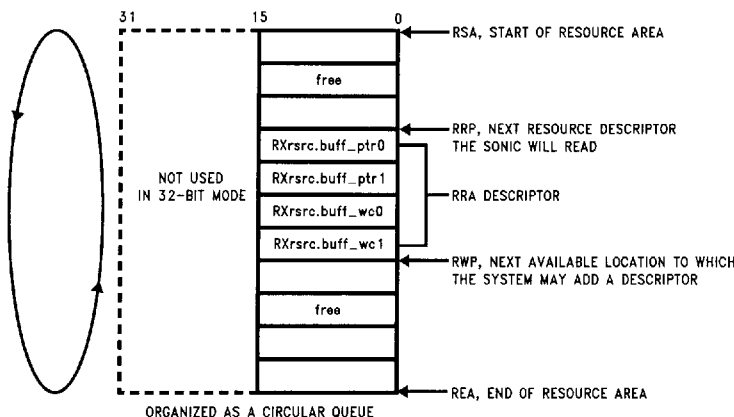 31 15 0
RSA, START OF RESOURCE AREA
free
RRP, NEXT RESOURCE DESCRIPTOR
THE SONIC WILL READ
RXrsrc.buff_ptr0
NOT USED
IN 32-BIT MODE
RXrsrc.buff_ptr1
RRA DESCRIPTOR
RXrsrc.buff_wc0
RXrsrc.buff_wc1
RWP, NEXT AVAILABLE LOCATION TO WHICH
THE SYSTEM MAY ADD A DESCRIPTOR
free
REA, END OF RESOURCE AREA
ORGANIZED AS A CIRCULAR QUEUE